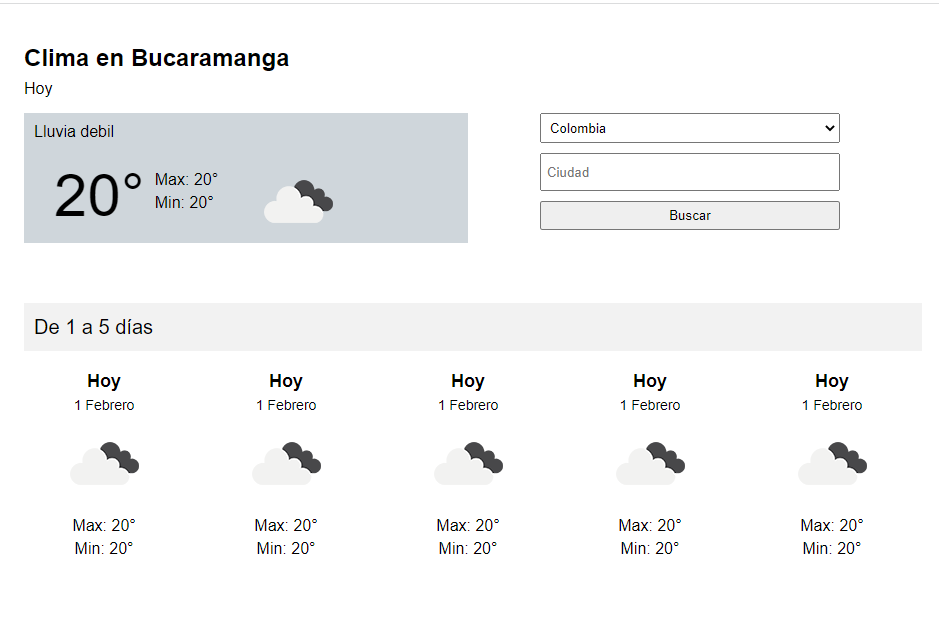 Clima en Bucaramanga
Hoy
Lluvia debil
20°
Max: 20°
Min: 20°
Colombia
Ciudad
Buscar
De 1 a 5 días
Hoy Hoy Hoy Hoy Hoy
1 Febrero 1 Febrero 1 Febrero 1 Febrero 1 Febrero
Max: 20° Max: 20° Max: 20° Max: 20° Max: 20°
Min: 20° Min: 20° Min: 20° Min: 20° Min: 20°